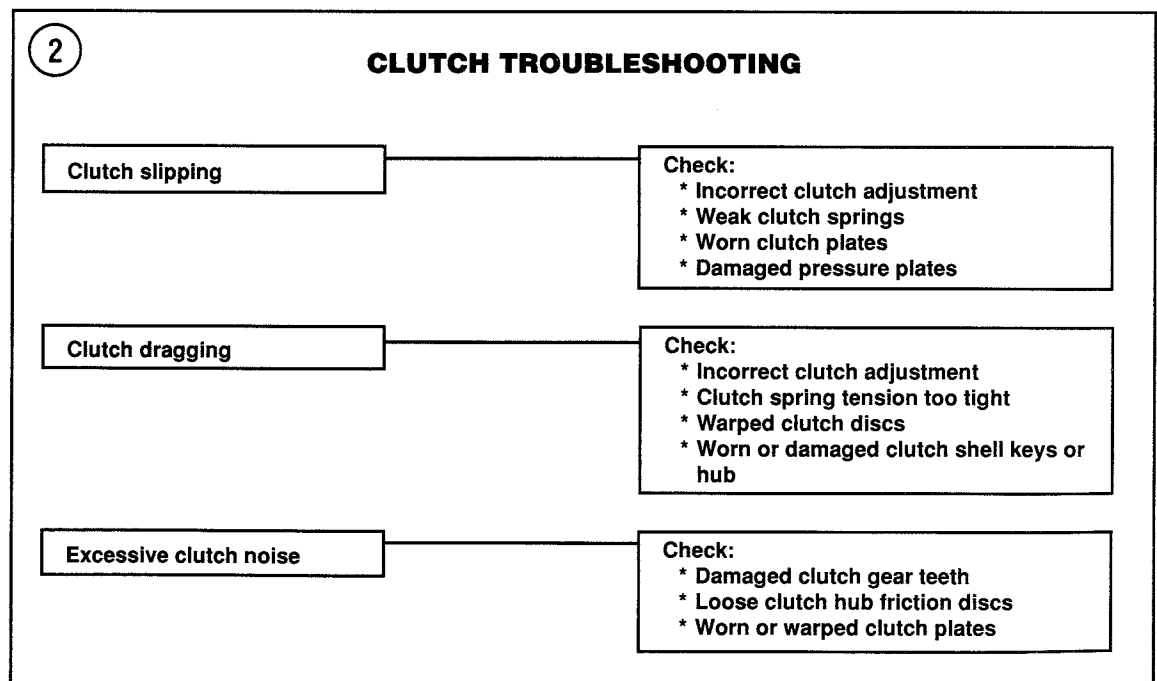 2
CLUTCH TROUBLESHOOTING
Clutch slipping
Check:
* Incorrect clutch adjustment
* Weak clutch springs
* Worn clutch plates
* Damaged pressure plates
Clutch dragging
Check:
* Incorrect clutch adjustment
* Clutch spring tension too tight
* Warped clutch discs
* Worn or damaged clutch shell keys or
hub
Excessive clutch noise
Check:
* Damaged clutch gear teeth
* Loose clutch hub friction discs
* Worn or warped clutch plates